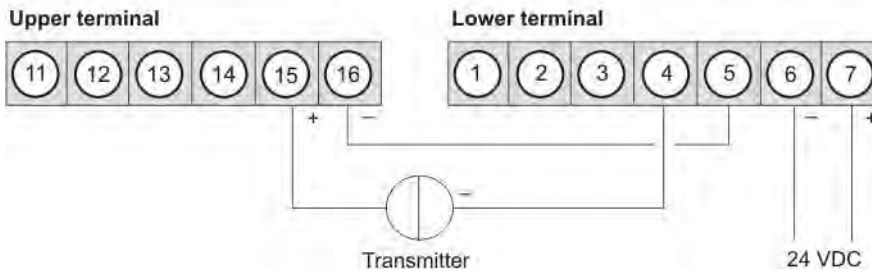 Upper terminal
Lower terminal
11 12 13 14 15 16
1 2 3 4 5 6 7
+ – – +
–
Transmitter
24 VDC